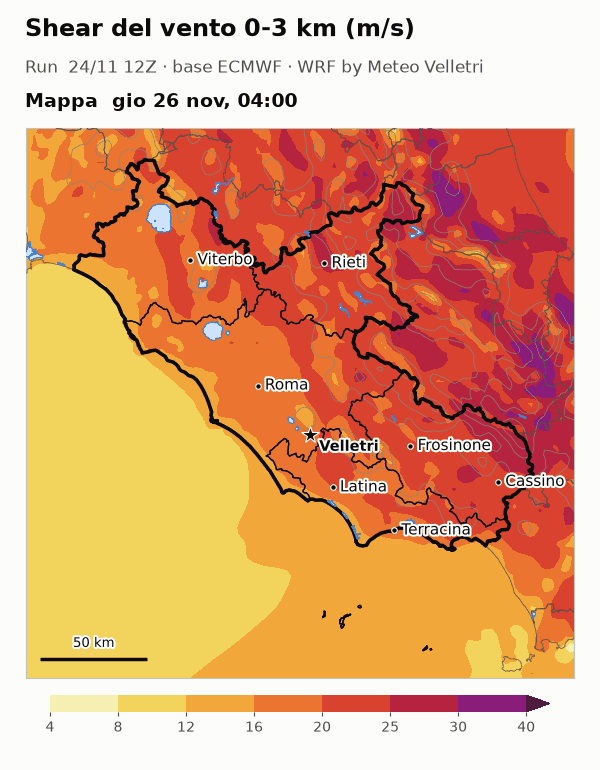 Shear del vento 0-3 km (m/s)
Run  24/11 12Z · base ECMWF · WRF by Meteo Velletri
Mappa  gio 26 nov, 04:00
Viterbo
Rieti
Roma
Velletri
Frosinone
Latina
Cassino
Terracina
50 km
4 8 12 16 20 25 30 40